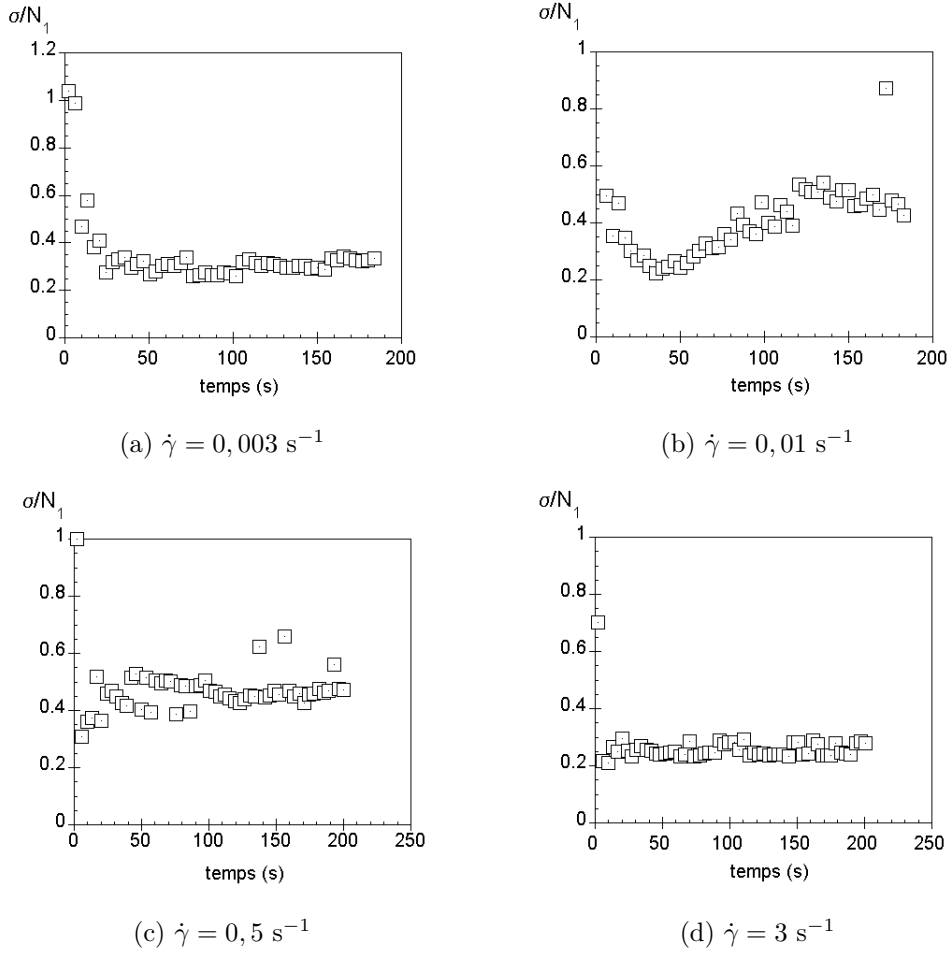 σ/N₁
1.2
1
0.8
0.6
0.4
0.2
0
0 50 100 150 200
temps (s)
(a) γ̇ = 0, 003 s⁻¹
σ/N₁
1
0.8
0.6
0.4
0.2
0
0 50 100 150 200
temps (s)
(b) γ̇ = 0, 01 s⁻¹
σ/N₁
1
0.8
0.6
0.4
0.2
0
0 50 100 150 200 250
temps (s)
(c) γ̇ = 0, 5 s⁻¹
σ/N₁
1
0.8
0.6
0.4
0.2
0
0 50 100 150 200 250
temps (s)
(d) γ̇ = 3 s⁻¹